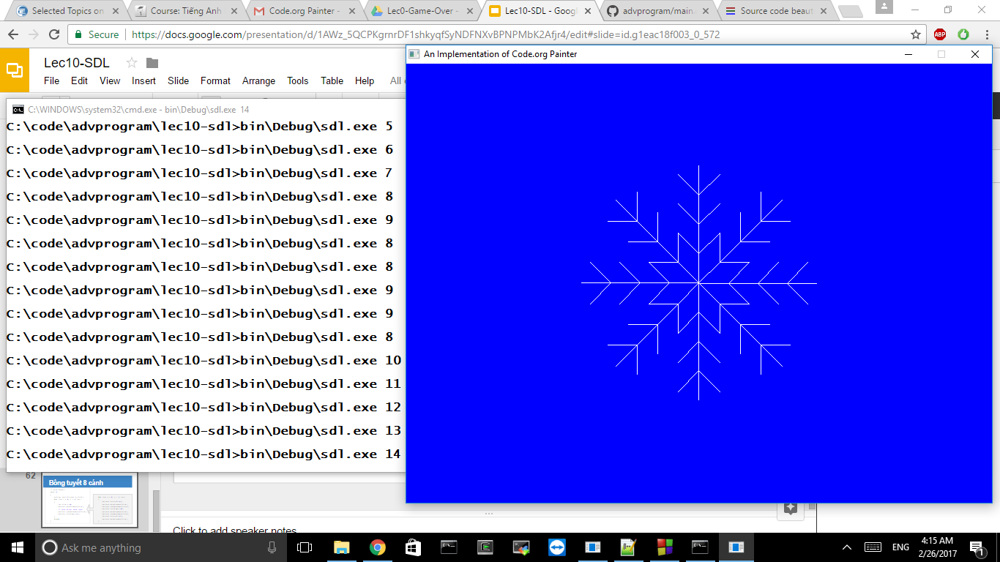 Selected Topics on
Course: Tiếng Anh
Code.org Painter -
Lec0-Game-Over -
Lec10-SDL - Goog
advprogram/main.
Source code beaut
Secure
https://docs.google.com/presentation/d/1AWz_5QCPKgrnrDF1shkyqfSyNDFNXvBPNPMbK2Afjr4/edit#slide=id.g1eac18f003_0_572
ABP
An Implementation of Code.org Painter
Lec10-SDL
File Edit View Insert Slide Format Arrange Tools Table Help All
C:\WINDOWS\system32\cmd.exe - bin\Debug\sdl.exe 14
C:\code\advprogram\lec10-sdl>bin\Debug\sdl.exe 5
C:\code\advprogram\lec10-sdl>bin\Debug\sdl.exe 6
C:\code\advprogram\lec10-sdl>bin\Debug\sdl.exe 7
C:\code\advprogram\lec10-sdl>bin\Debug\sdl.exe 8
C:\code\advprogram\lec10-sdl>bin\Debug\sdl.exe 9
C:\code\advprogram\lec10-sdl>bin\Debug\sdl.exe 8
C:\code\advprogram\lec10-sdl>bin\Debug\sdl.exe 8
C:\code\advprogram\lec10-sdl>bin\Debug\sdl.exe 9
C:\code\advprogram\lec10-sdl>bin\Debug\sdl.exe 9
C:\code\advprogram\lec10-sdl>bin\Debug\sdl.exe 8
C:\code\advprogram\lec10-sdl>bin\Debug\sdl.exe 10
C:\code\advprogram\lec10-sdl>bin\Debug\sdl.exe 11
C:\code\advprogram\lec10-sdl>bin\Debug\sdl.exe 12
C:\code\advprogram\lec10-sdl>bin\Debug\sdl.exe 13
C:\code\advprogram\lec10-sdl>bin\Debug\sdl.exe 14
62
Bông tuyết 8 cánh
Click to add speaker notes
Ask me anything
ENG
4:15 AM
2/26/2017
1